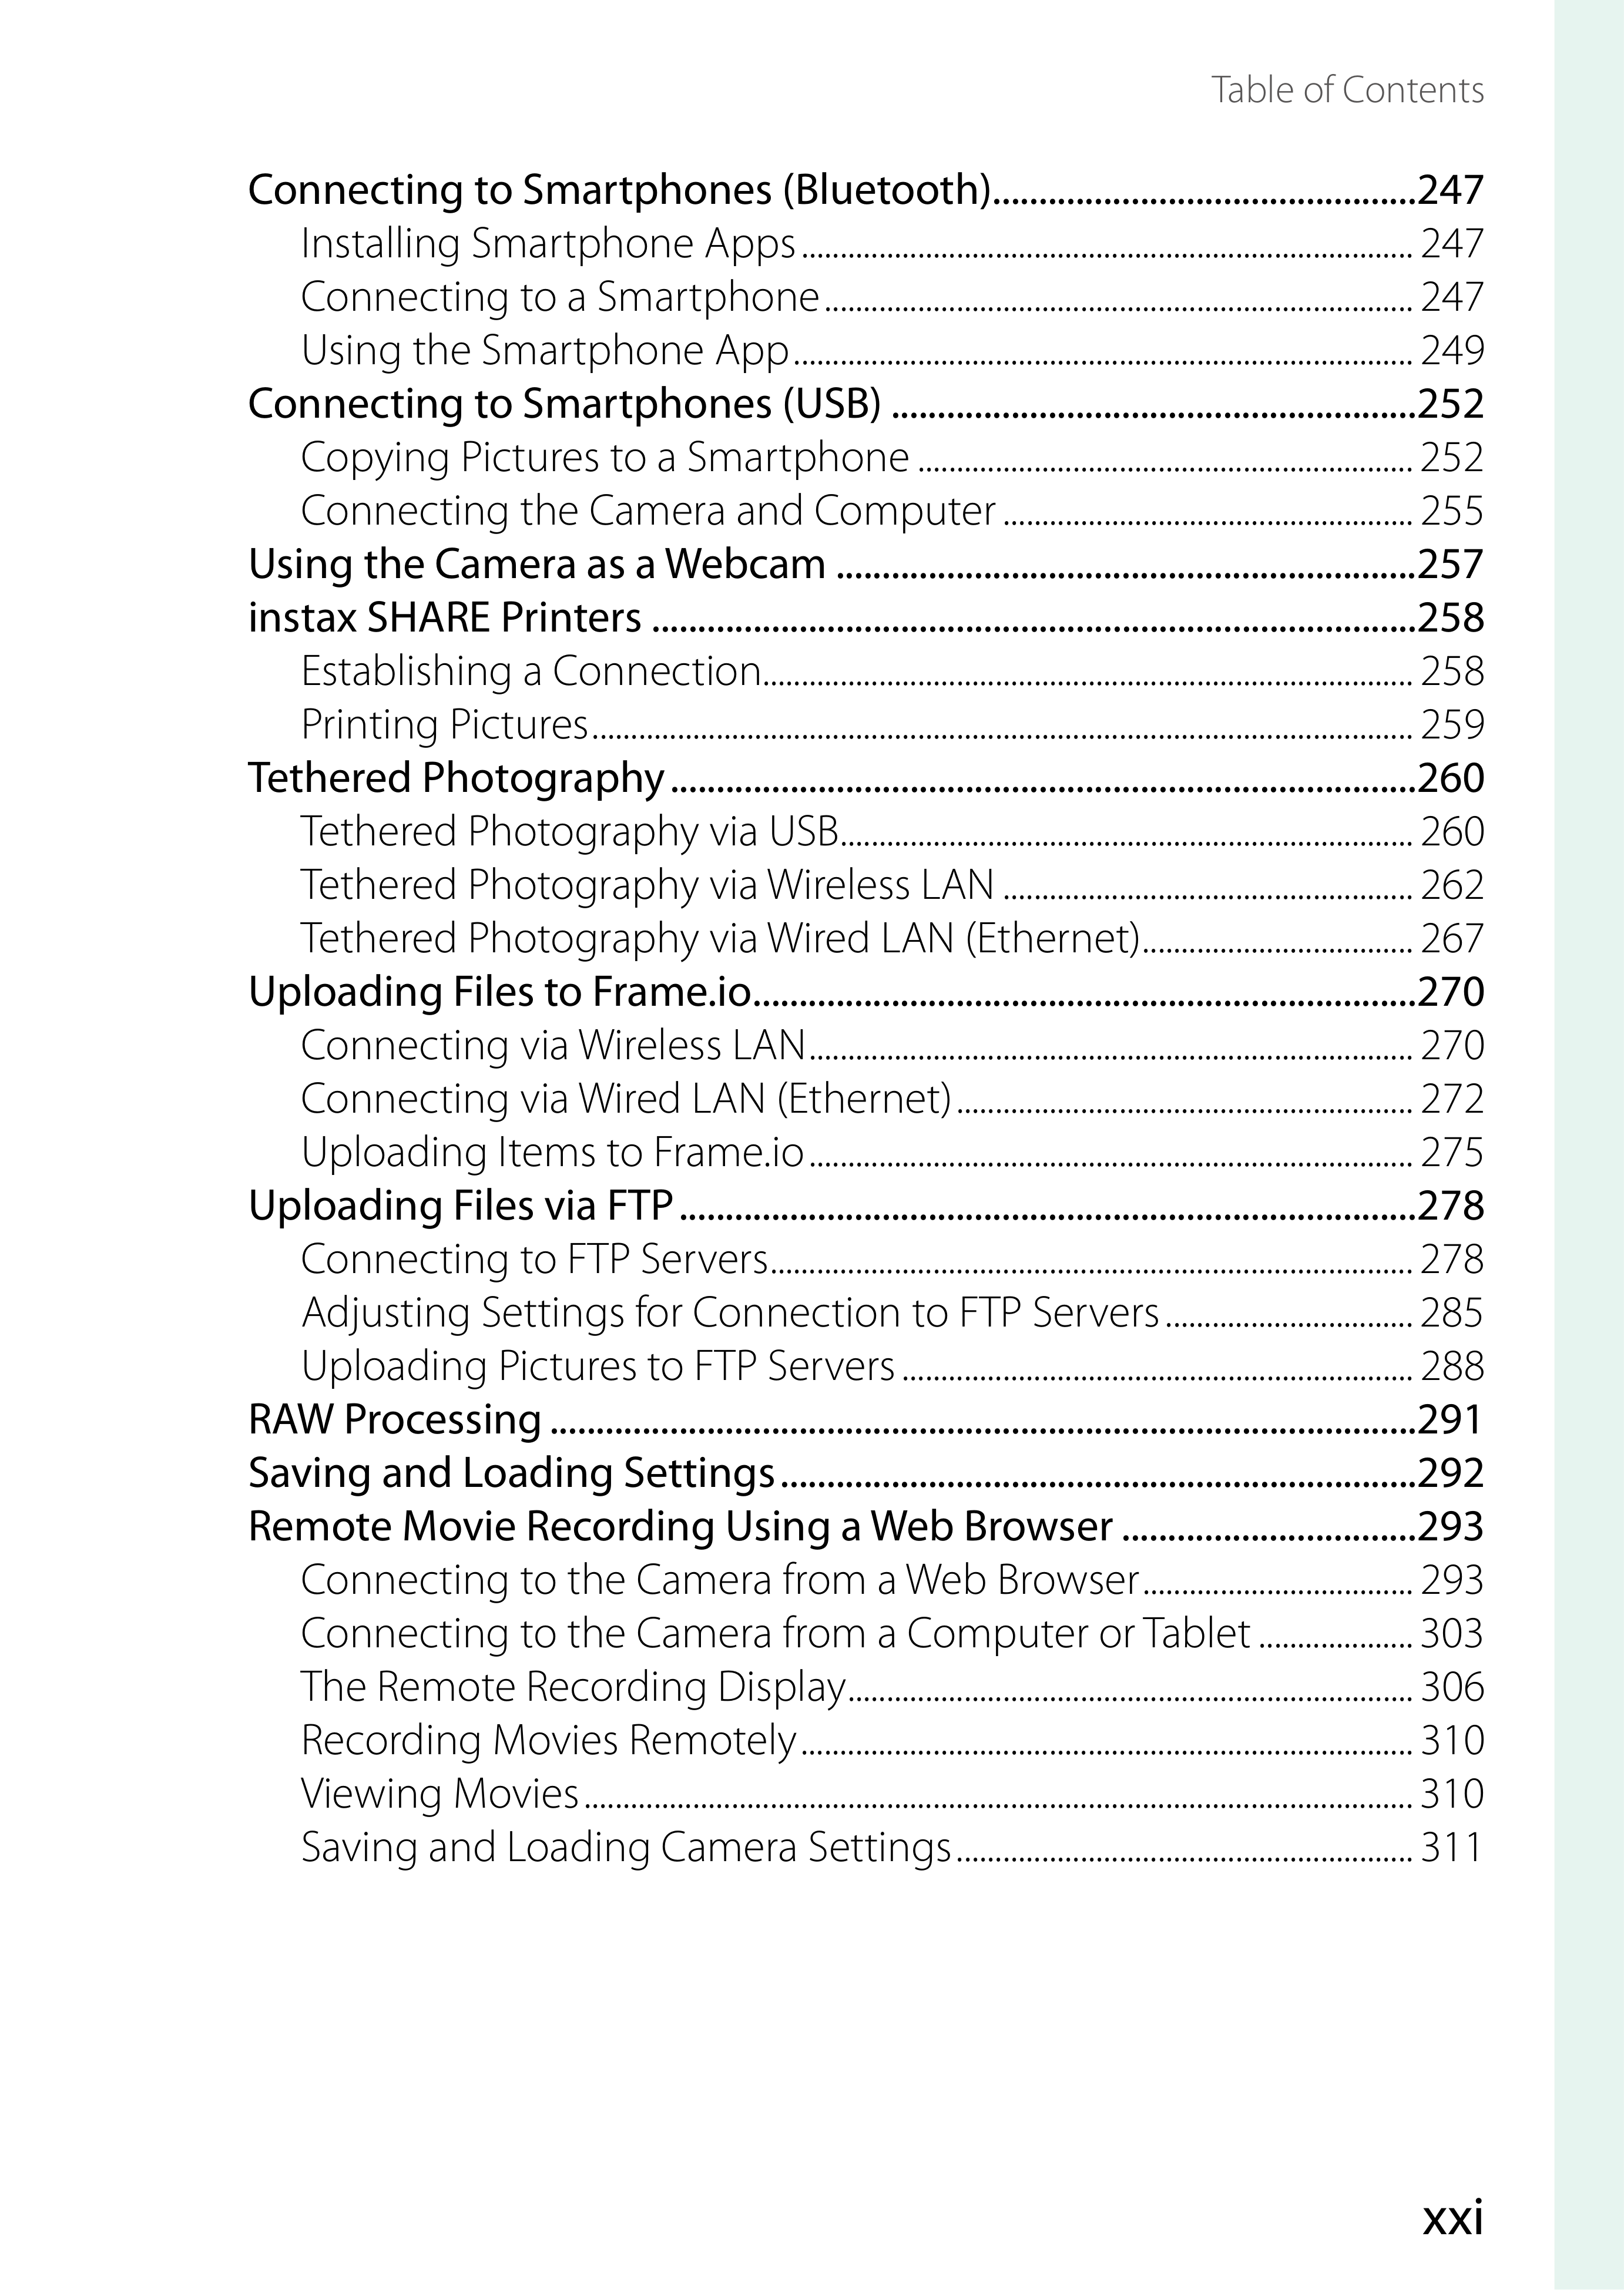 Table of Contents
Connecting to Smartphones (Bluetooth)..............................................247
Installing Smartphone Apps............................................................................... 247
Connecting to a Smartphone............................................................................ 247
Using the Smartphone App................................................................................ 249
Connecting to Smartphones (USB) .........................................................252
Copying Pictures to a Smartphone ................................................................ 252
Connecting the Camera and Computer ..................................................... 255
Using the Camera as a Webcam ...............................................................257
instax SHARE Printers ...................................................................................258
Establishing a Connection.................................................................................... 258
Printing Pictures.......................................................................................................... 259
Tethered Photography.................................................................................260
Tethered Photography via USB.......................................................................... 260
Tethered Photography via Wireless LAN ..................................................... 262
Tethered Photography via Wired LAN (Ethernet)................................... 267
Uploading Files to Frame.io........................................................................270
Connecting via Wireless LAN.............................................................................. 270
Connecting via Wired LAN (Ethernet)........................................................... 272
Uploading Items to Frame.io.............................................................................. 275
Uploading Files via FTP................................................................................278
Connecting to FTP Servers................................................................................... 278
Adjusting Settings for Connection to FTP Servers ................................ 285
Uploading Pictures to FTP Servers .................................................................. 288
RAW Processing ..............................................................................................291
Saving and Loading Settings.....................................................................292
Remote Movie Recording Using a Web Browser ................................293
Connecting to the Camera from a Web Browser................................... 293
Connecting to the Camera from a Computer or Tablet .................... 303
The Remote Recording Display......................................................................... 306
Recording Movies Remotely............................................................................... 310
Viewing Movies........................................................................................................... 310
Saving and Loading Camera Settings........................................................... 311
xxi